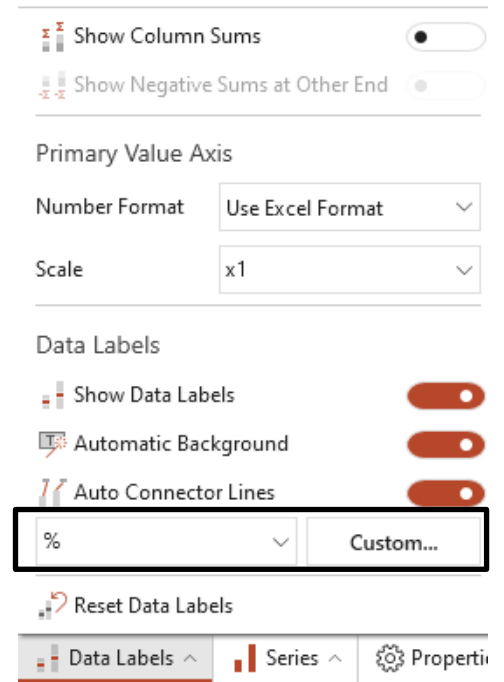 Show Column Sums
Show Negative Sums at Other End
Primary Value Axis
Number Format Use Excel Format
Scale x1
Data Labels
Show Data Labels
Automatic Background
Auto Connector Lines
% Custom...
Reset Data Labels
Data Labels Series Properti